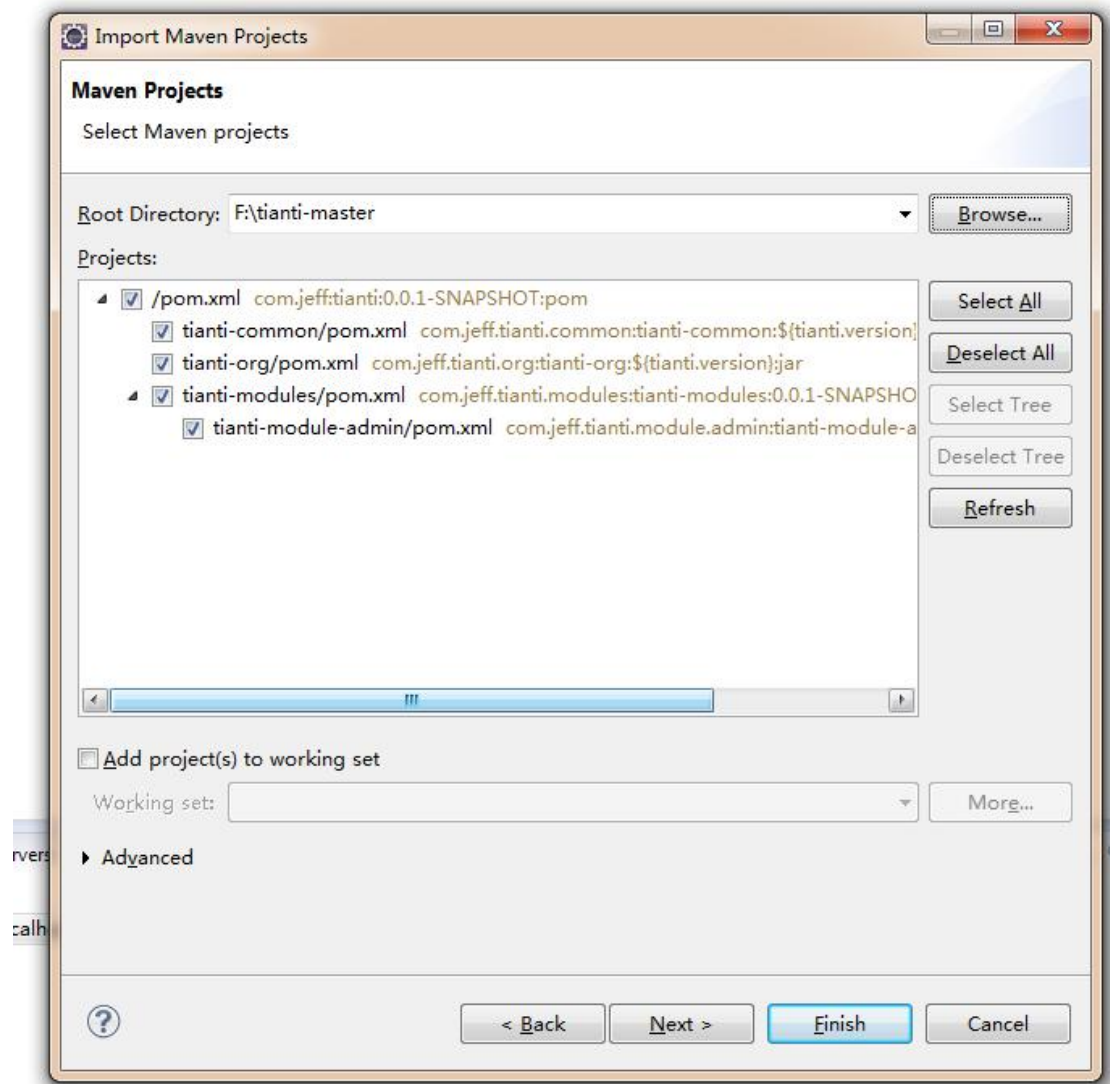 Import Maven Projects
Maven Projects
Select Maven projects
Root Directory: F:\tianti-master Browse...
Projects:
/pom.xml com.jeff:tianti:0.0.1-SNAPSHOT:pom Select All
tianti-common/pom.xml com.jeff.tianti.common:tianti-common:${tianti.version}
tianti-org/pom.xml com.jeff.tianti.org:tianti-org:${tianti.version}:jar Deselect All
tianti-modules/pom.xml com.jeff.tianti.modules:tianti-modules:0.0.1-SNAPSHO Select Tree
tianti-module-admin/pom.xml com.jeff.tianti.module.admin:tianti-module-a
Deselect Tree
Refresh
Add project(s) to working set
Working set: More...
rvers
Advanced
calh
< Back Next > Finish Cancel